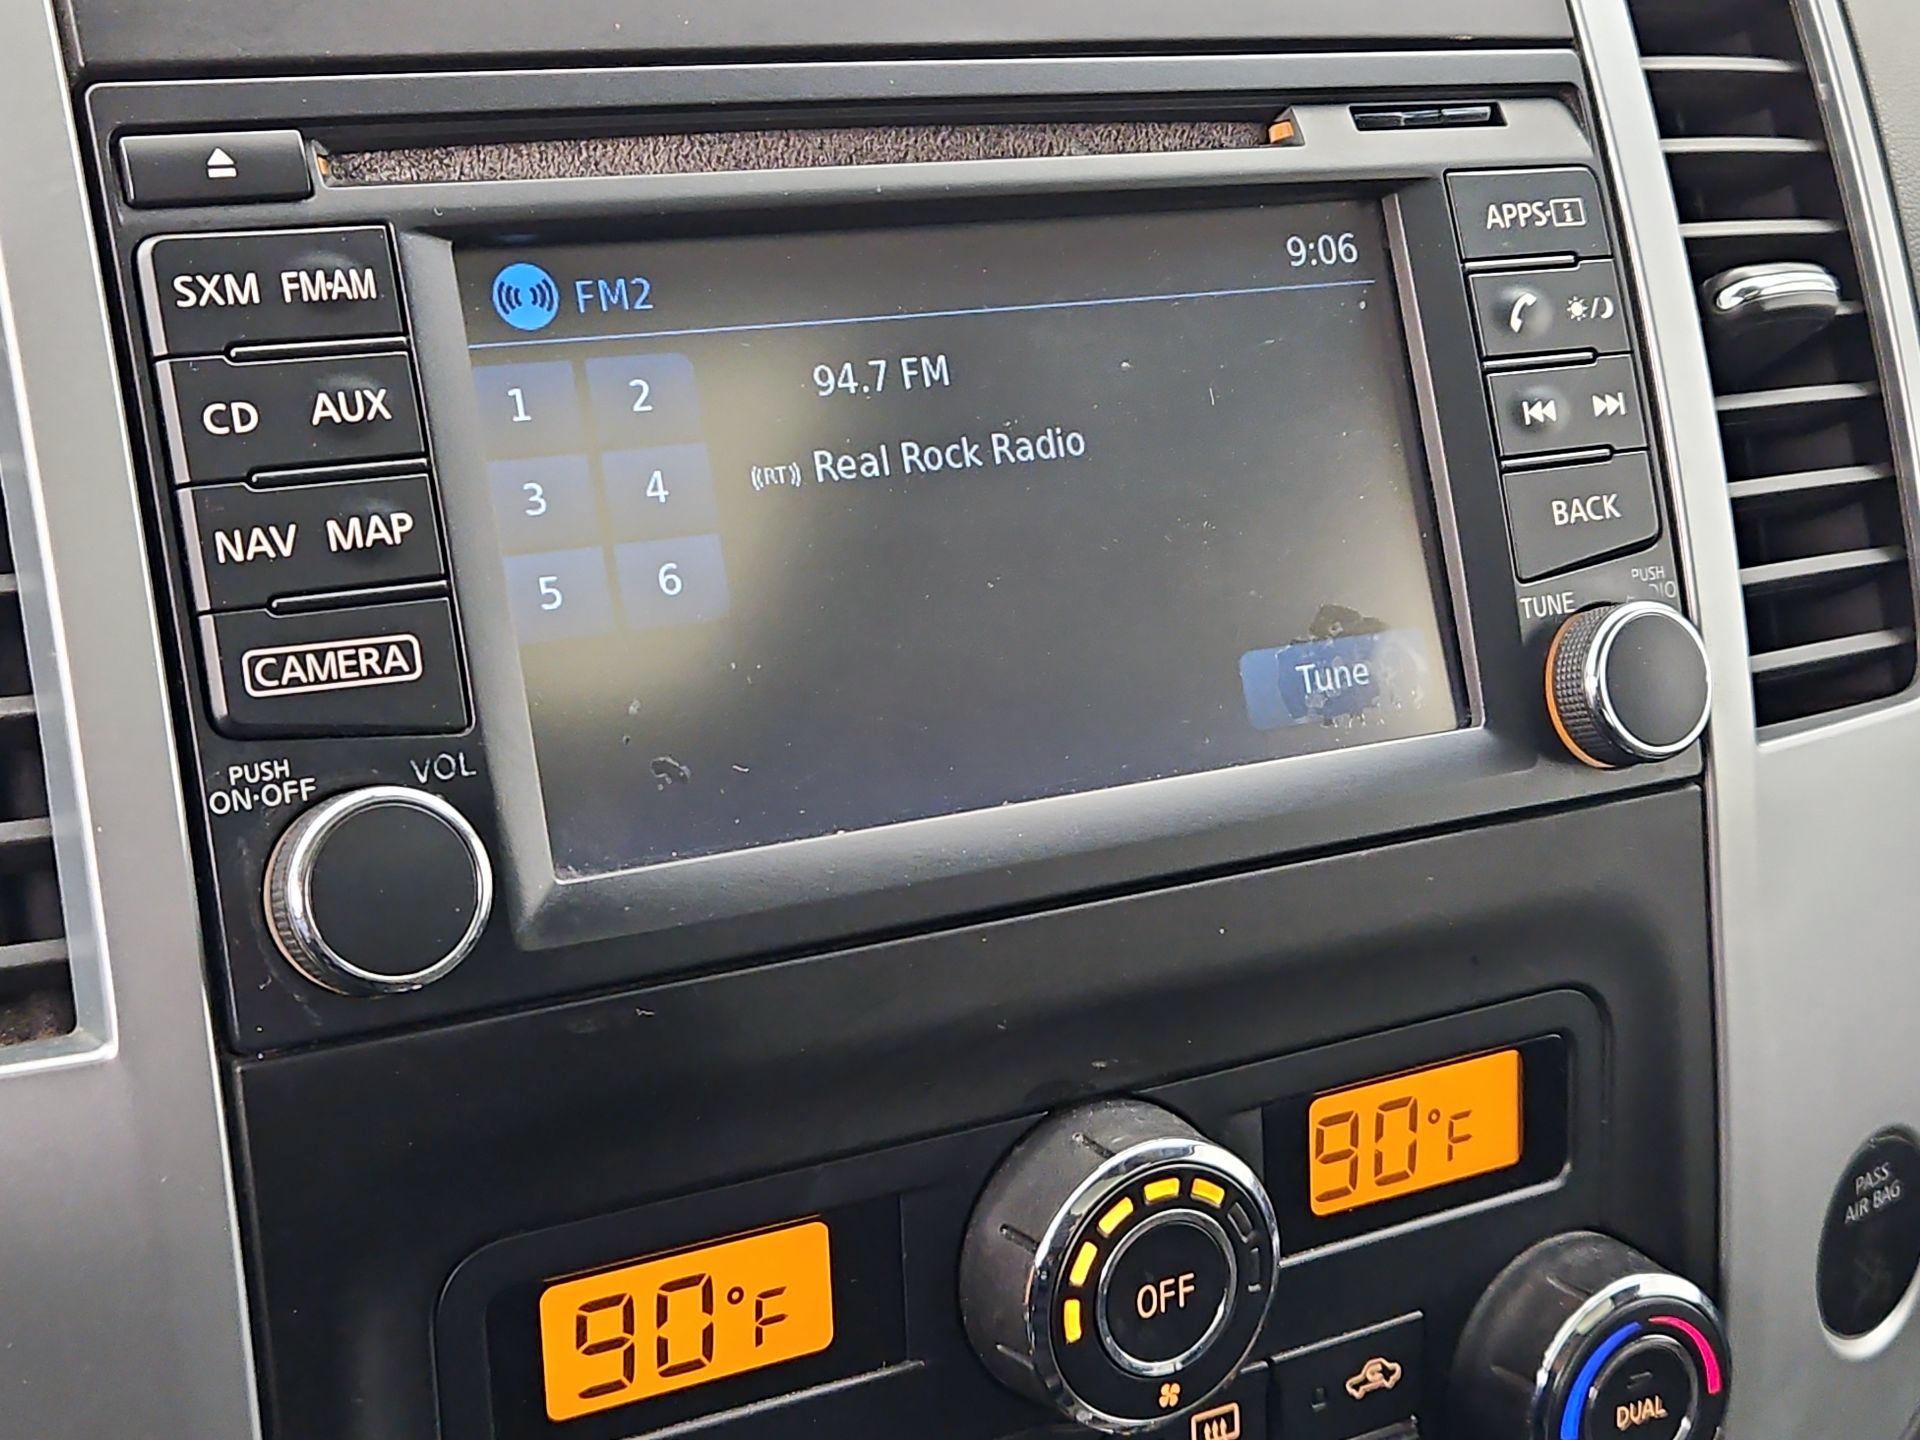 SXM FM·AM
CD AUX
NAV MAP
CAMERA
PUSH
ON·OFF
VOL
FM2
9:06
1 2
3 4
5 6
94.7 FM
((RT)) Real Rock Radio
Tune
APPS·i
BACK
TUNE
PUSH
90°F
OFF
90°F
DUAL
PASS
AIR BAG